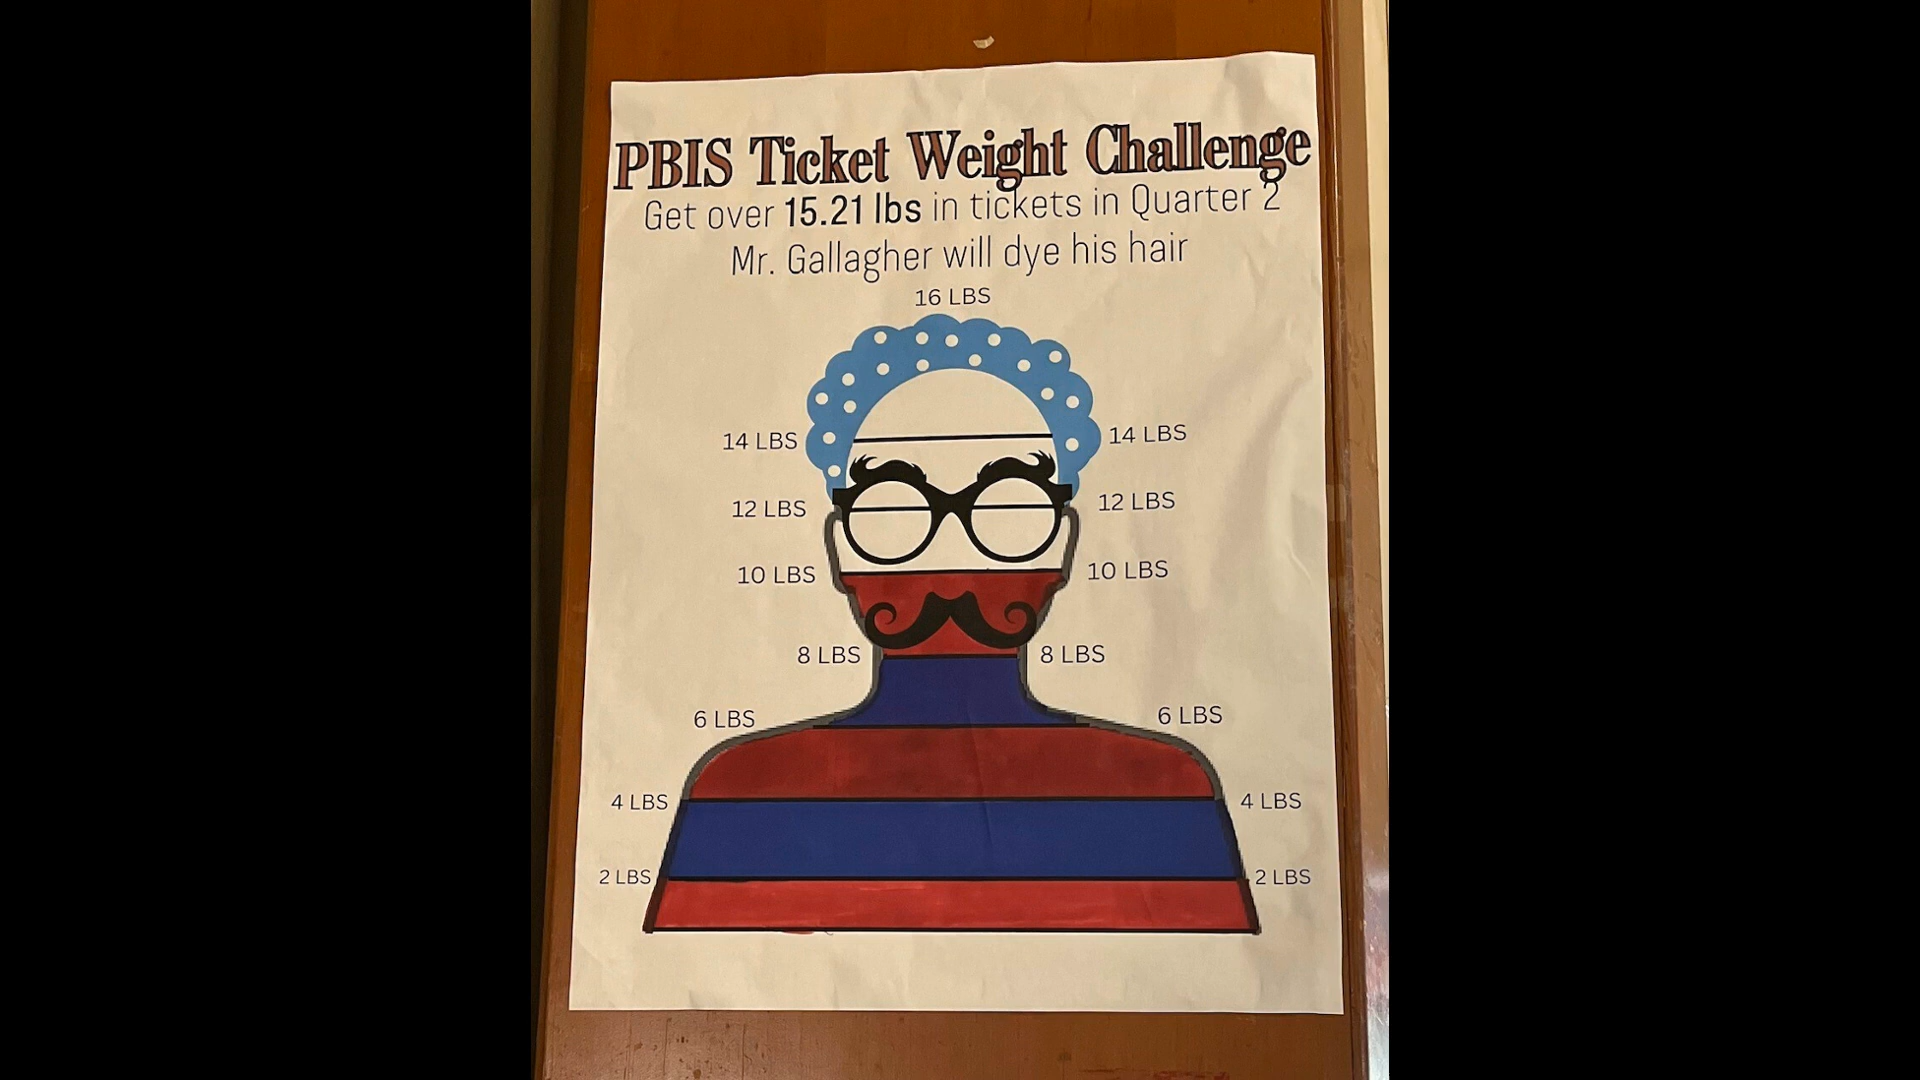 PBIS Ticket Weight Challenge
Get over 15.21 lbs in tickets in Quarter 2
Mr. Gallagher will dye his hair
16 LBS
14 LBS 14 LBS
12 LBS 12 LBS
10 LBS 10 LBS
8 LBS 8 LBS
6 LBS 6 LBS
4 LBS 4 LBS
2 LBS 2 LBS